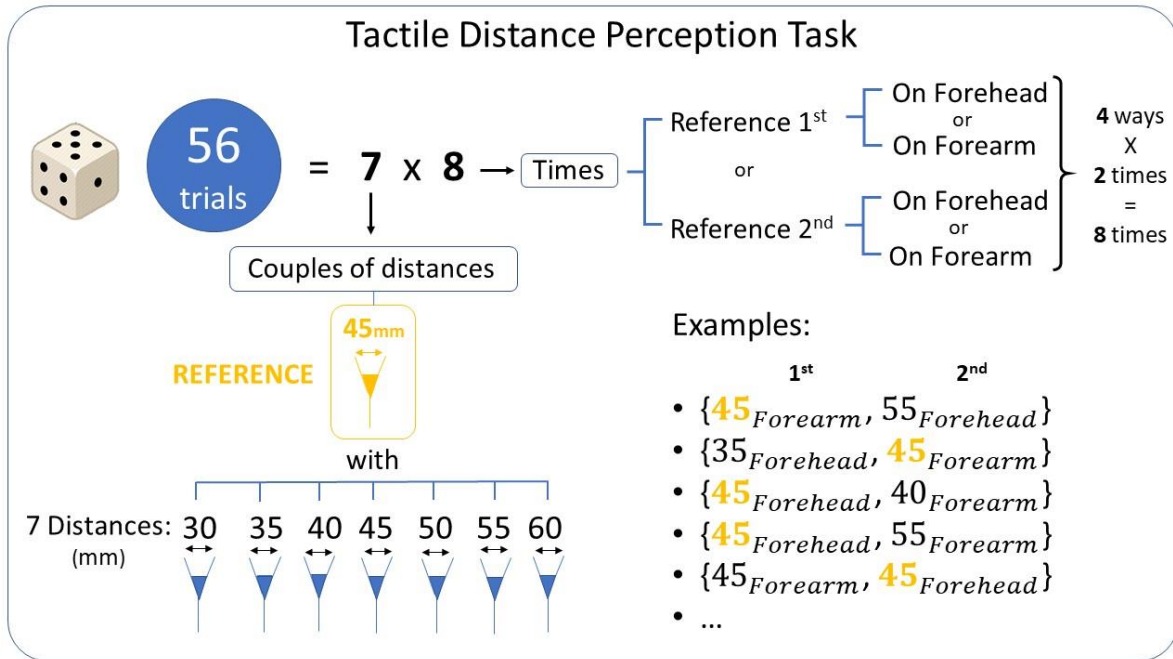 Tactile Distance Perception Task
56
trials
= 7 x 8
Times
Reference 1st
or
Reference 2nd
On Forehead
or
On Forearm
On Forehead
or
On Forearm
4 ways
X
2 times
=
8 times
Couples of distances
45mm
REFERENCE
with
7 Distances: 30 35 40 45 50 55 60
(mm)
Examples:
1st 2nd
• {45Forearm, 55Forehead}
• {35Forehead, 45Forearm}
• {45Forehead, 40Forearm}
• {45Forehead, 55Forearm}
• {45Forearm, 45Forehead}
• ...